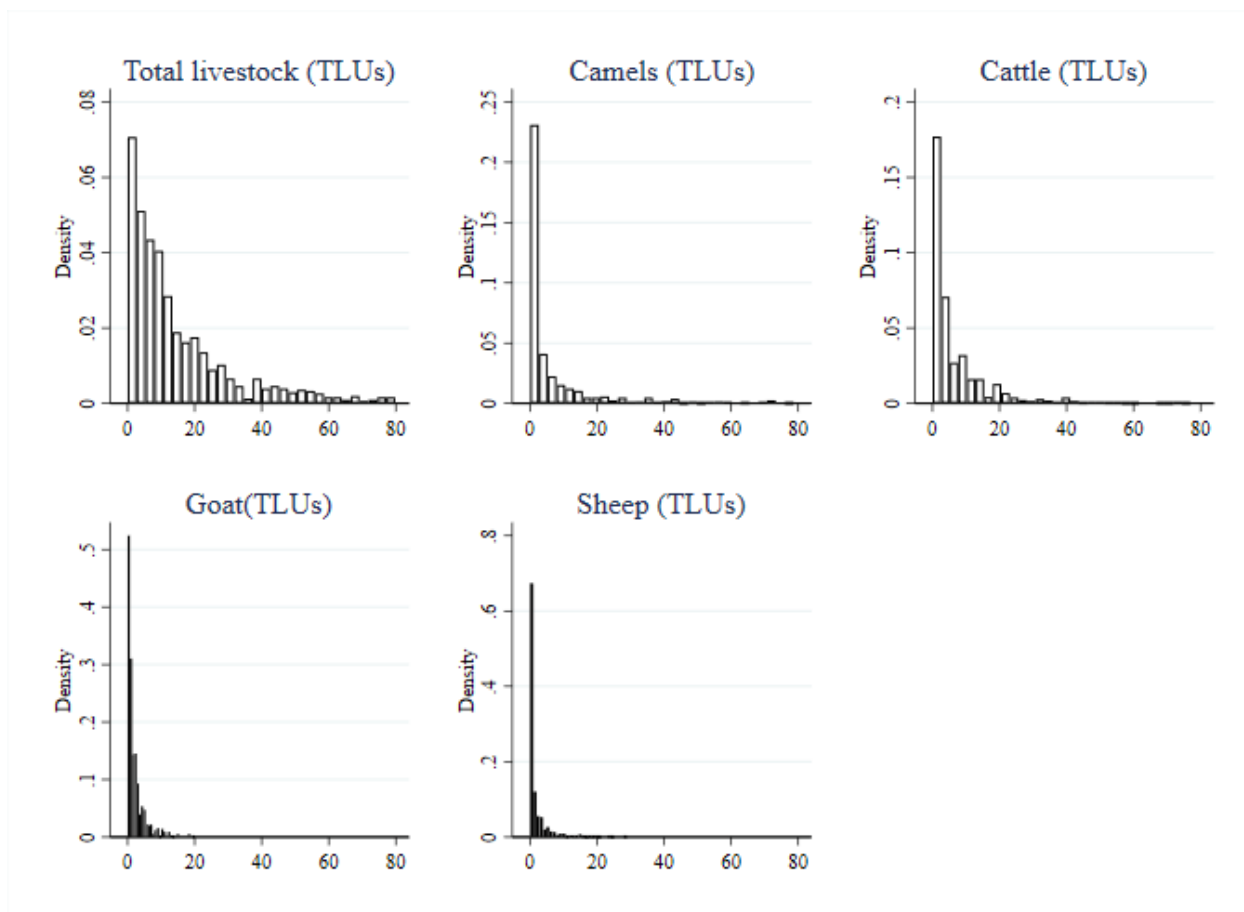 Total livestock (TLUs)
Density
0 .02 .04 .06 .08
0 20 40 60 80
Camels (TLUs)
Density
0 .05 .1 .15 .2 .25
0 20 40 60 80
Cattle (TLUs)
Density
0 .05 .1 .15 .2
0 20 40 60 80
Goat(TLUs)
Density
0 .1 .2 .3 .4 .5
0 20 40 60 80
Sheep (TLUs)
Density
0 .2 .4 .6 .8
0 20 40 60 80